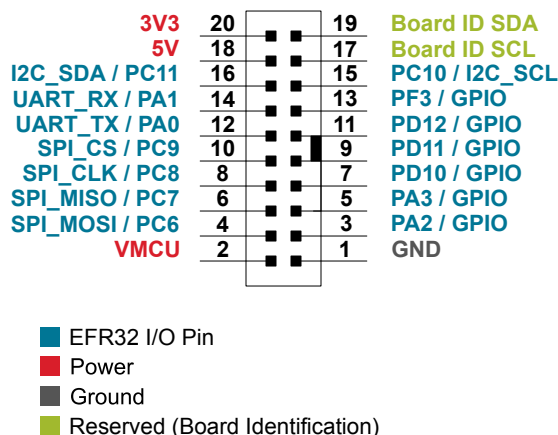 3V3 20 19 Board ID SDA
5V 18 17 Board ID SCL
I2C_SDA / PC11 16 15 PC10 / I2C_SCL
UART_RX / PA1 14 13 PF3 / GPIO
UART_TX / PA0 12 11 PD12 / GPIO
SPI_CS / PC9 10 9 PD11 / GPIO
SPI_CLK / PC8 8 7 PD10 / GPIO
SPI_MISO / PC7 6 5 PA3 / GPIO
SPI_MOSI / PC6 4 3 PA2 / GPIO
VMCU 2 1 GND
EFR32 I/O Pin
Power
Ground
Reserved (Board Identification)